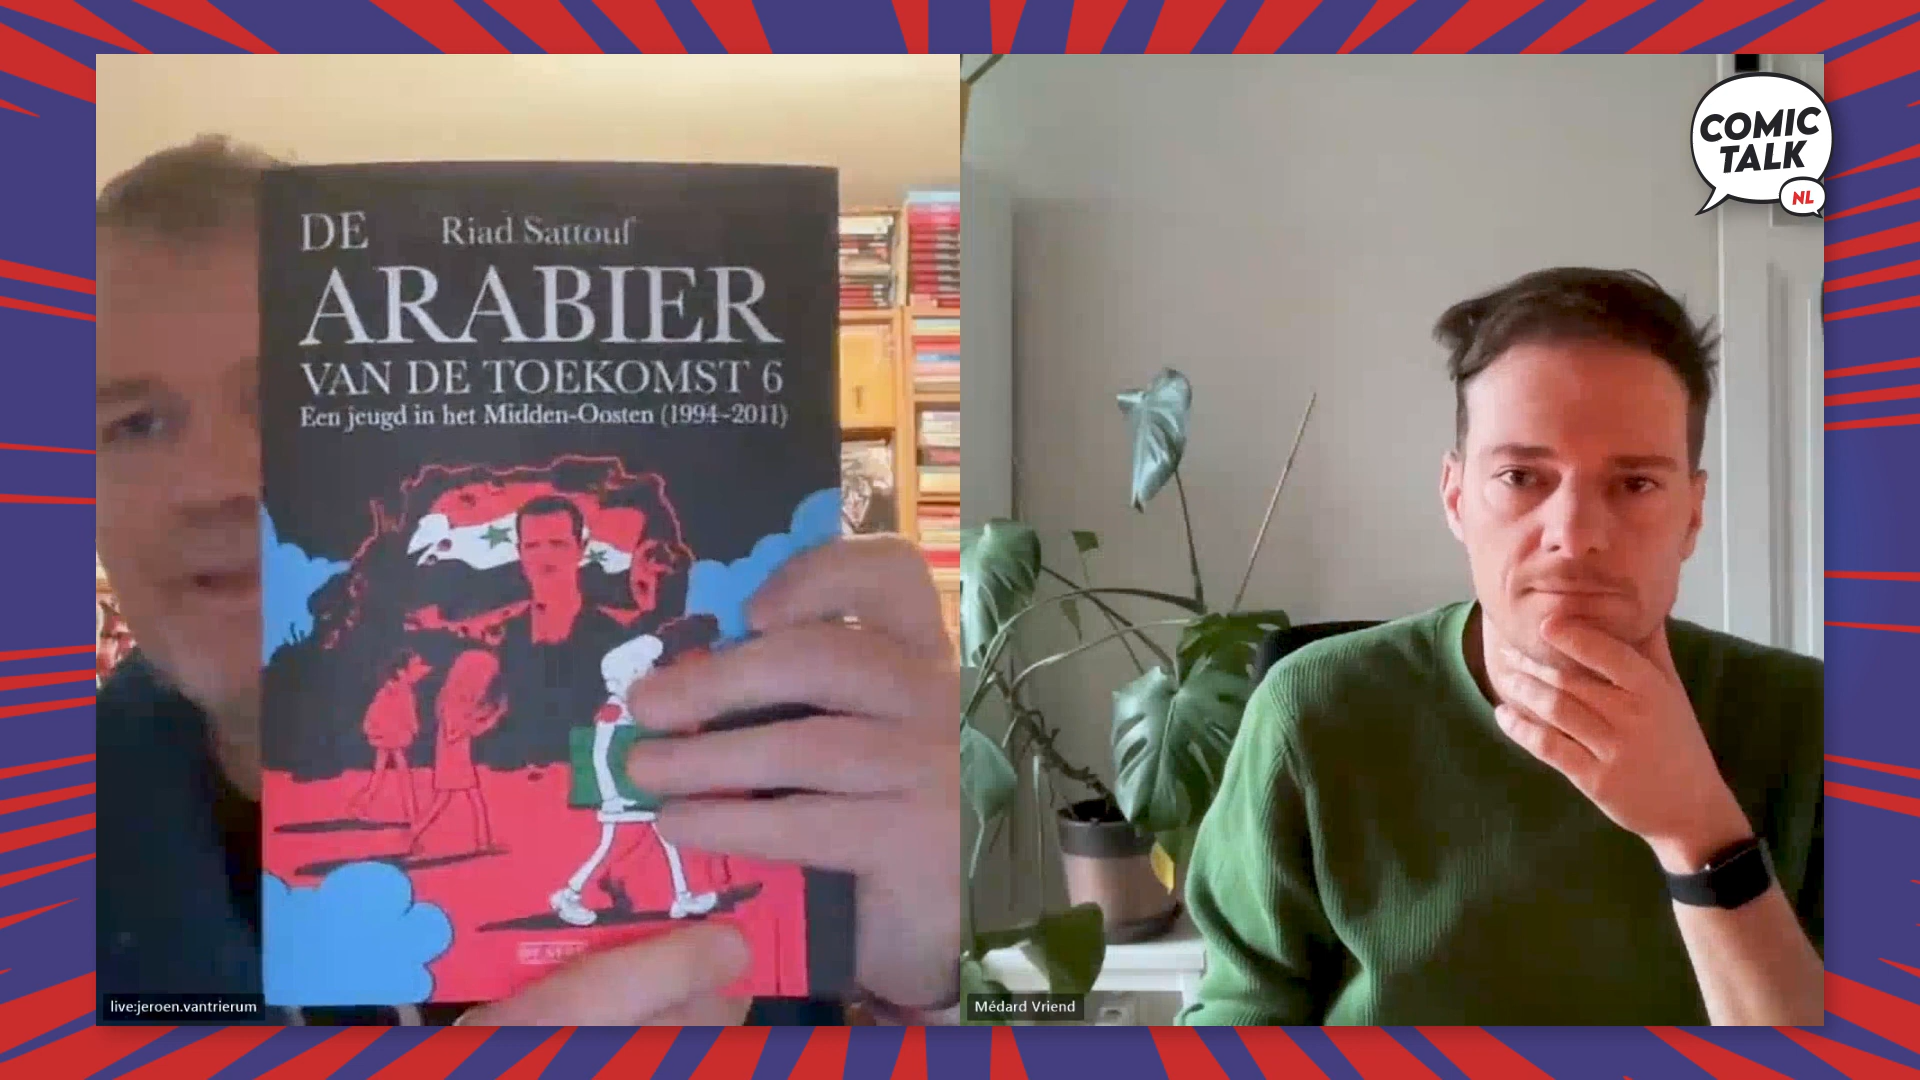 DE Riad Sattouf
ARABIER
VAN DE TOEKOMST 6
Een jeugd in het Midden-Oosten (1994-2011)
live:jeroen.vantrierum
Médard Vriend
COMIC
TALK
NL